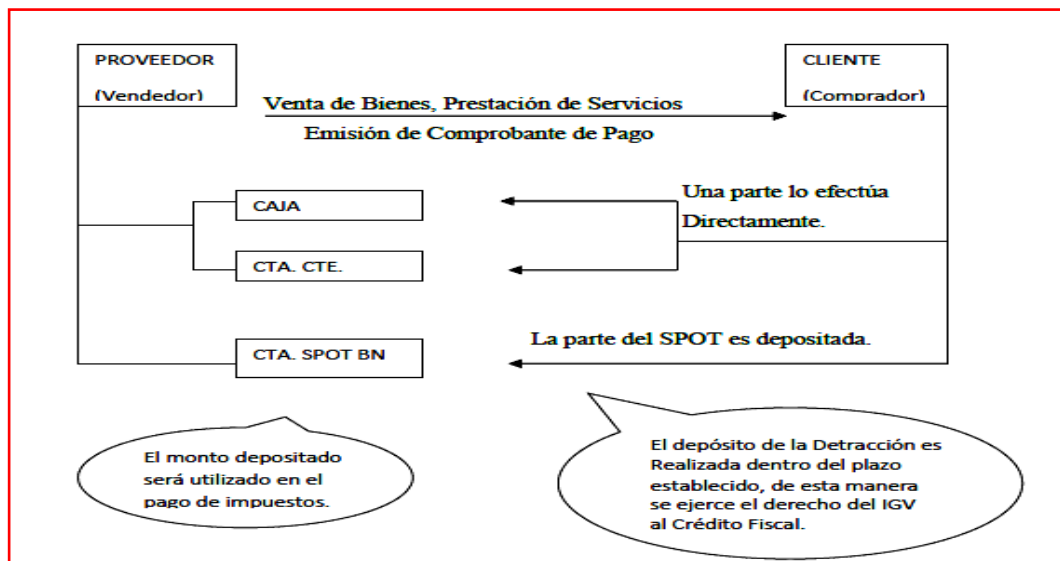 PROVEEDOR
(Vendedor)
CLIENTE
(Comprador)
Venta de Bienes, Prestación de Servicios
Emisión de Comprobante de Pago
CAJA
CTA. CTE.
Una parte lo efectúa
Directamente.
CTA. SPOT BN
La parte del SPOT es depositada.
El monto depositado
será utilizado en el
pago de impuestos.
El depósito de la Detracción es
Realizada dentro del plazo
establecido, de esta manera
se ejerce el derecho del IGV
al Crédito Fiscal.